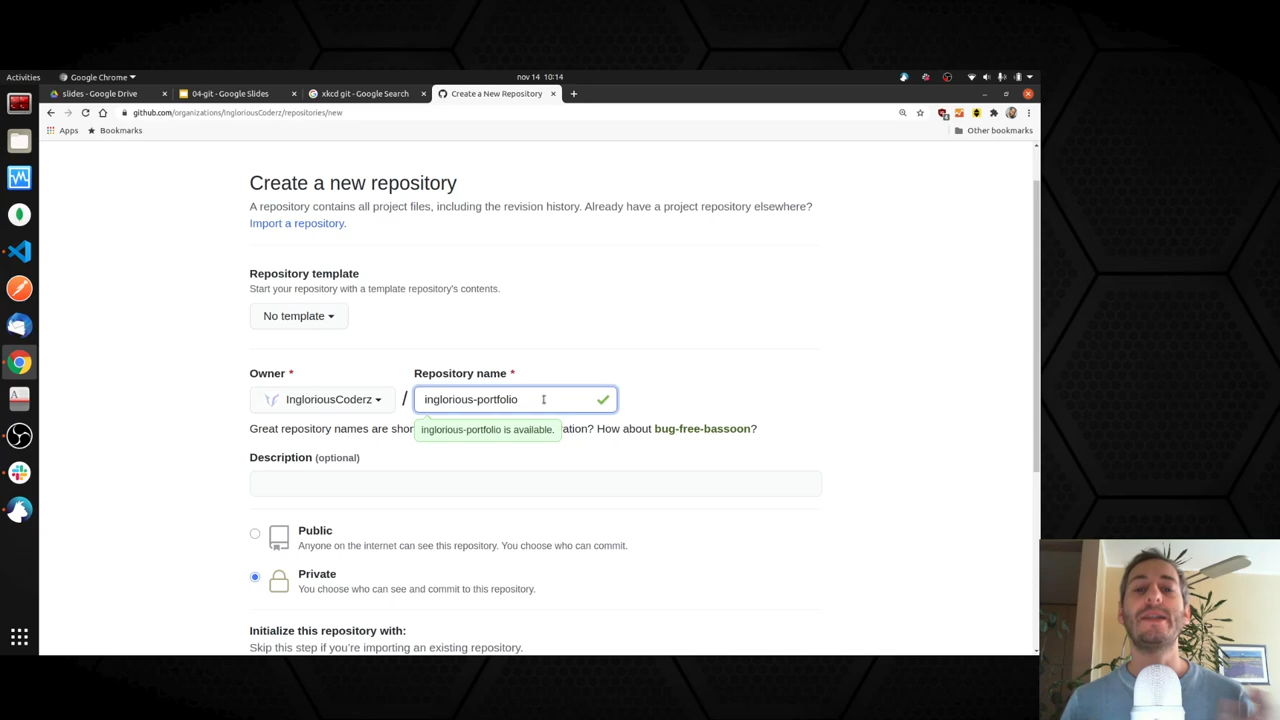 Activities
Google Chrome
nov 14 10:14
slides - Google Drive
04-git - Google Slides
xkcd git - Google Search
Create a New Repository
github.com/organizations/IngloriousCoderz/repositories/new
Apps
Bookmarks
Other bookmarks
Create a new repository
A repository contains all project files, including the revision history. Already have a project repository elsewhere?
Import a repository.
Repository template
Start your repository with a template repository's contents.
No template
Owner *
Repository name *
IngloriousCoderz
/
inglorious-portfolio
Great repository names are shor
inglorious-portfolio is available.
ation? How about bug-free-bassoon?
Description (optional)
Public
Anyone on the internet can see this repository. You choose who can commit.
Private
You choose who can see and commit to this repository.
Initialize this repository with:
Skip this step if you're importing an existing repository.